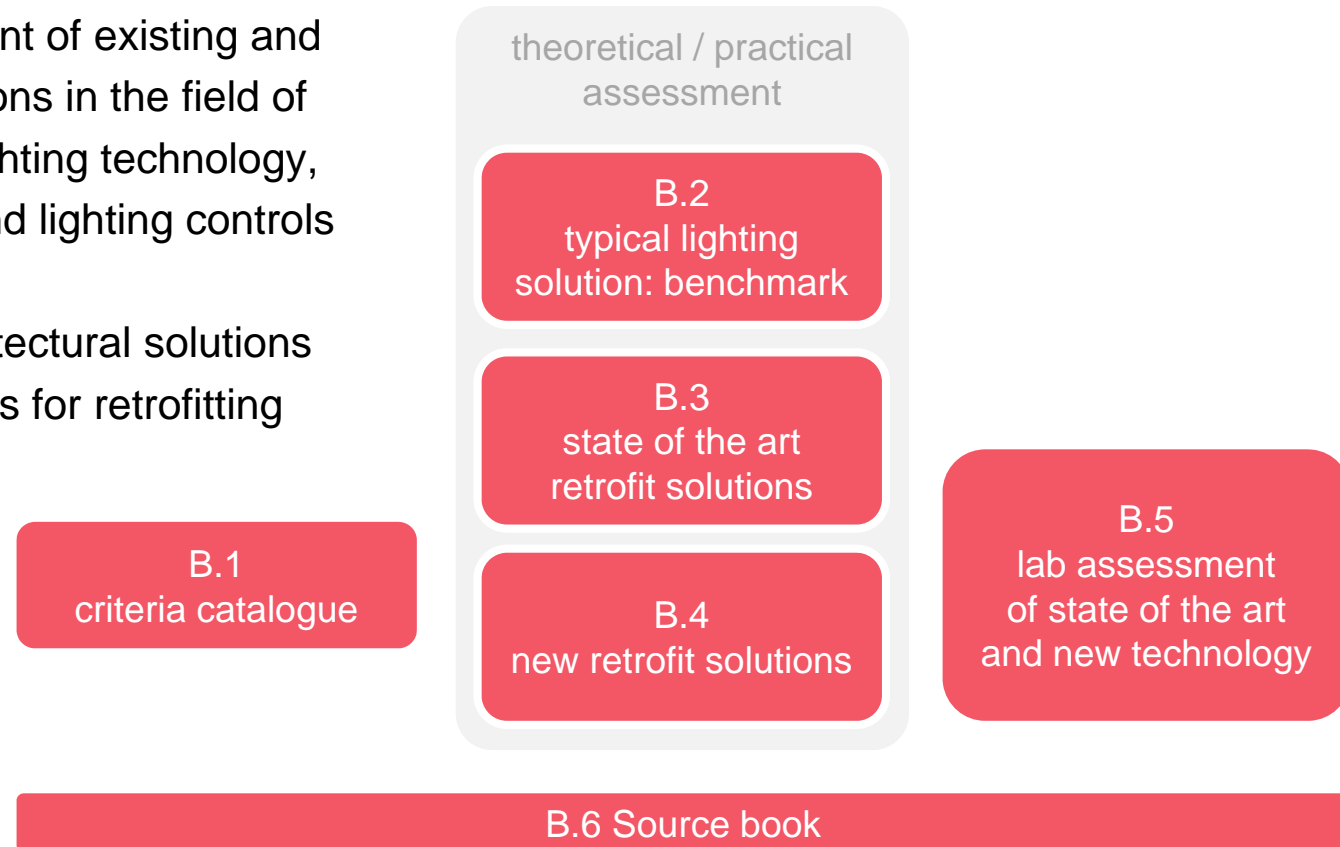 nt of existing and
ons in the field of
hting technology,
nd lighting controls
tectural solutions
s for retrofitting
theoretical / practical
assessment
B.2
typical lighting
solution: benchmark
B.3
state of the art
retrofit solutions
B.4
new retrofit solutions
B.1
criteria catalogue
B.5
lab assessment
of state of the art
and new technology
B.6 Source book